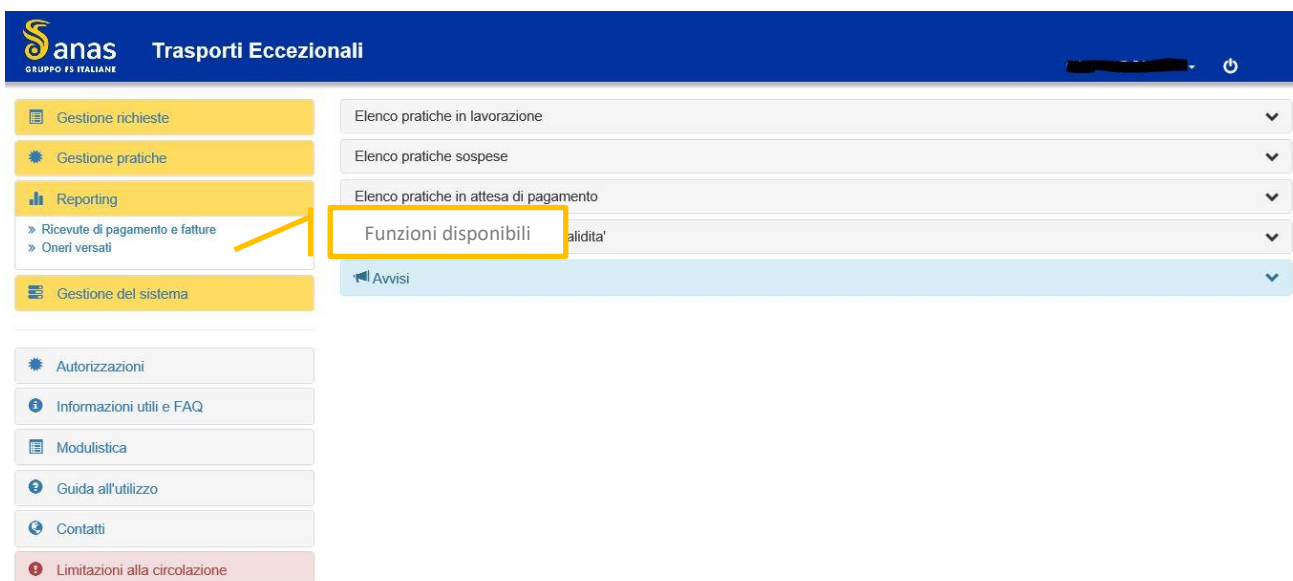 anas
GRUPPO FS ITALIANE
Trasporti Eccezionali
Gestione richieste
Gestione pratiche
Reporting
» Ricevute di pagamento e fatture
» Oneri versati
Gestione del sistema
Autorizzazioni
Informazioni utili e FAQ
Modulistica
Guida all'utilizzo
Contatti
Limitazioni alla circolazione
Elenco pratiche in lavorazione
Elenco pratiche sospese
Elenco pratiche in attesa di pagamento
Funzioni disponibili
alidita'
Avvisi